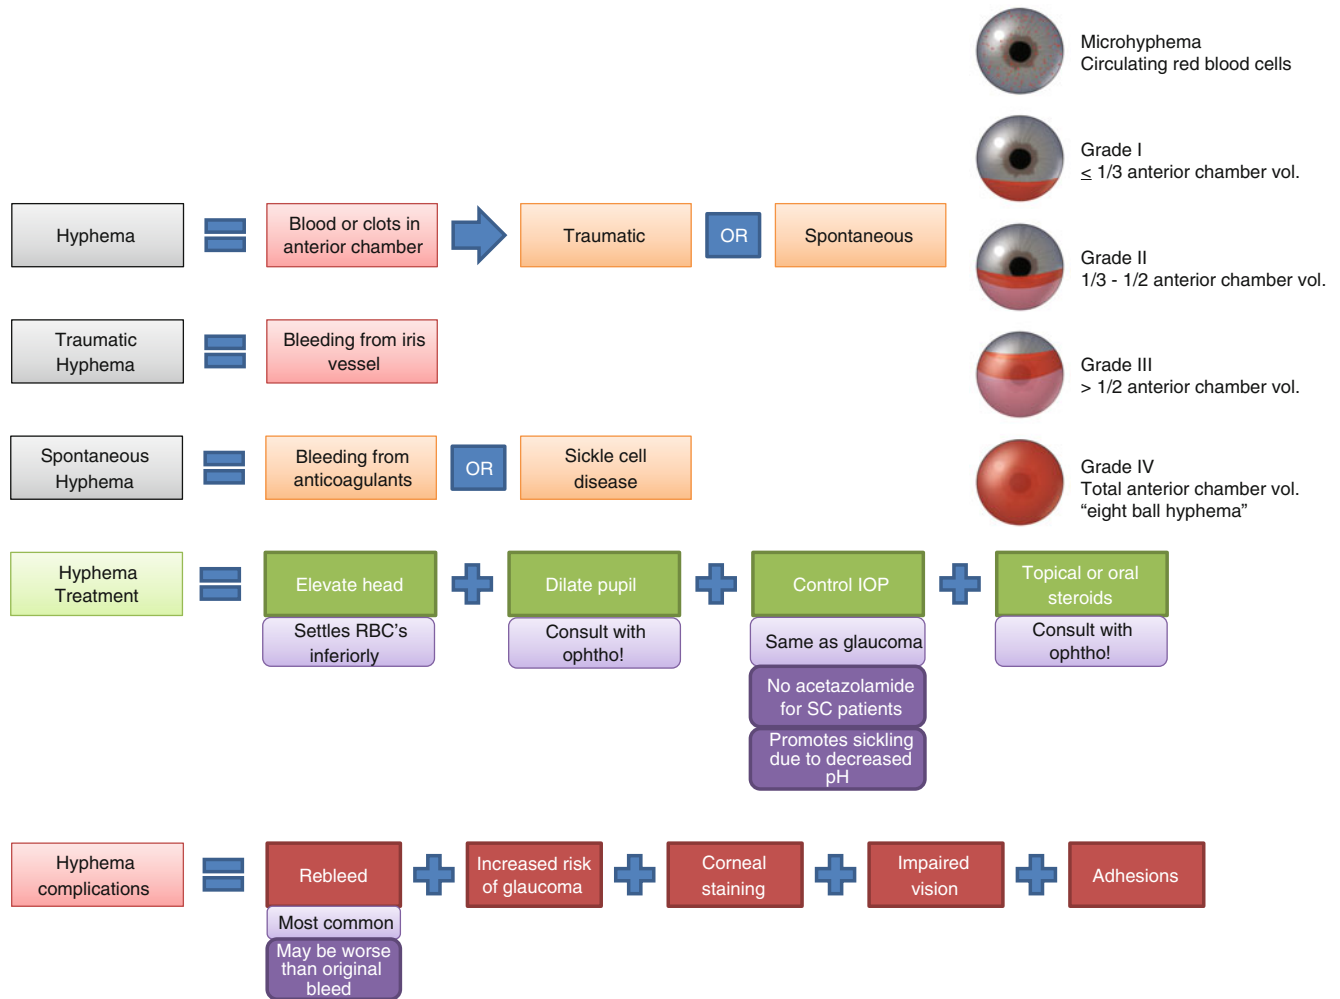 Microhyphema
Circulating red blood cells
Grade I
≤ 1/3 anterior chamber vol.
Hyphema
Blood or clots in
anterior chamber
Traumatic
OR
Spontaneous
Grade II
1/3 - 1/2 anterior chamber vol.
Traumatic
Hyphema
Bleeding from iris
vessel
Grade III
> 1/2 anterior chamber vol.
Spontaneous
Hyphema
Bleeding from
anticoagulants
OR
Sickle cell
disease
Grade IV
Total anterior chamber vol.
“eight ball hyphema”
Hyphema
Treatment
Elevate head
Settles RBC's
inferiorly
Dilate pupil
Consult with
ophtho!
Control IOP
Same as glaucoma
No acetazolamide
for SC patients
Promotes sickling
due to decreased
pH
Topical or oral
steroids
Consult with
ophtho!
Hyphema
complications
Rebleed
Most common
May be worse
than original
bleed
Increased risk
of glaucoma
Corneal
staining
Impaired
vision
Adhesions